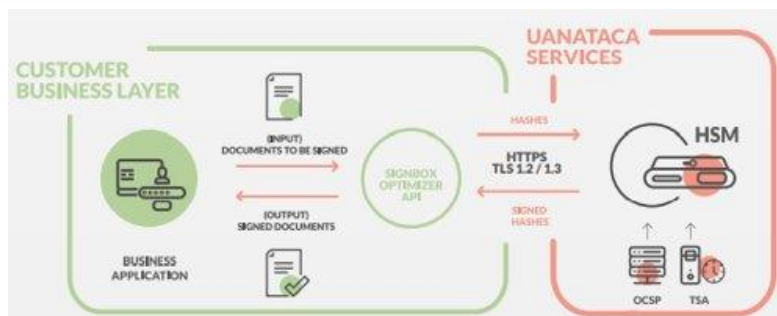 CUSTOMER
BUSINESS LAYER
UANATACA
SERVICES
(INPUT)
DOCUMENTS TO BE SIGNED
SIGNBOX
OPTIMIZER
API
(OUTPUT)
SIGNED DOCUMENTS
BUSINESS
APPLICATION
HASHES
HTTPS
TLS 1.2 / 1.3
SIGNED
HASHES
HSM
OCSP
TSA